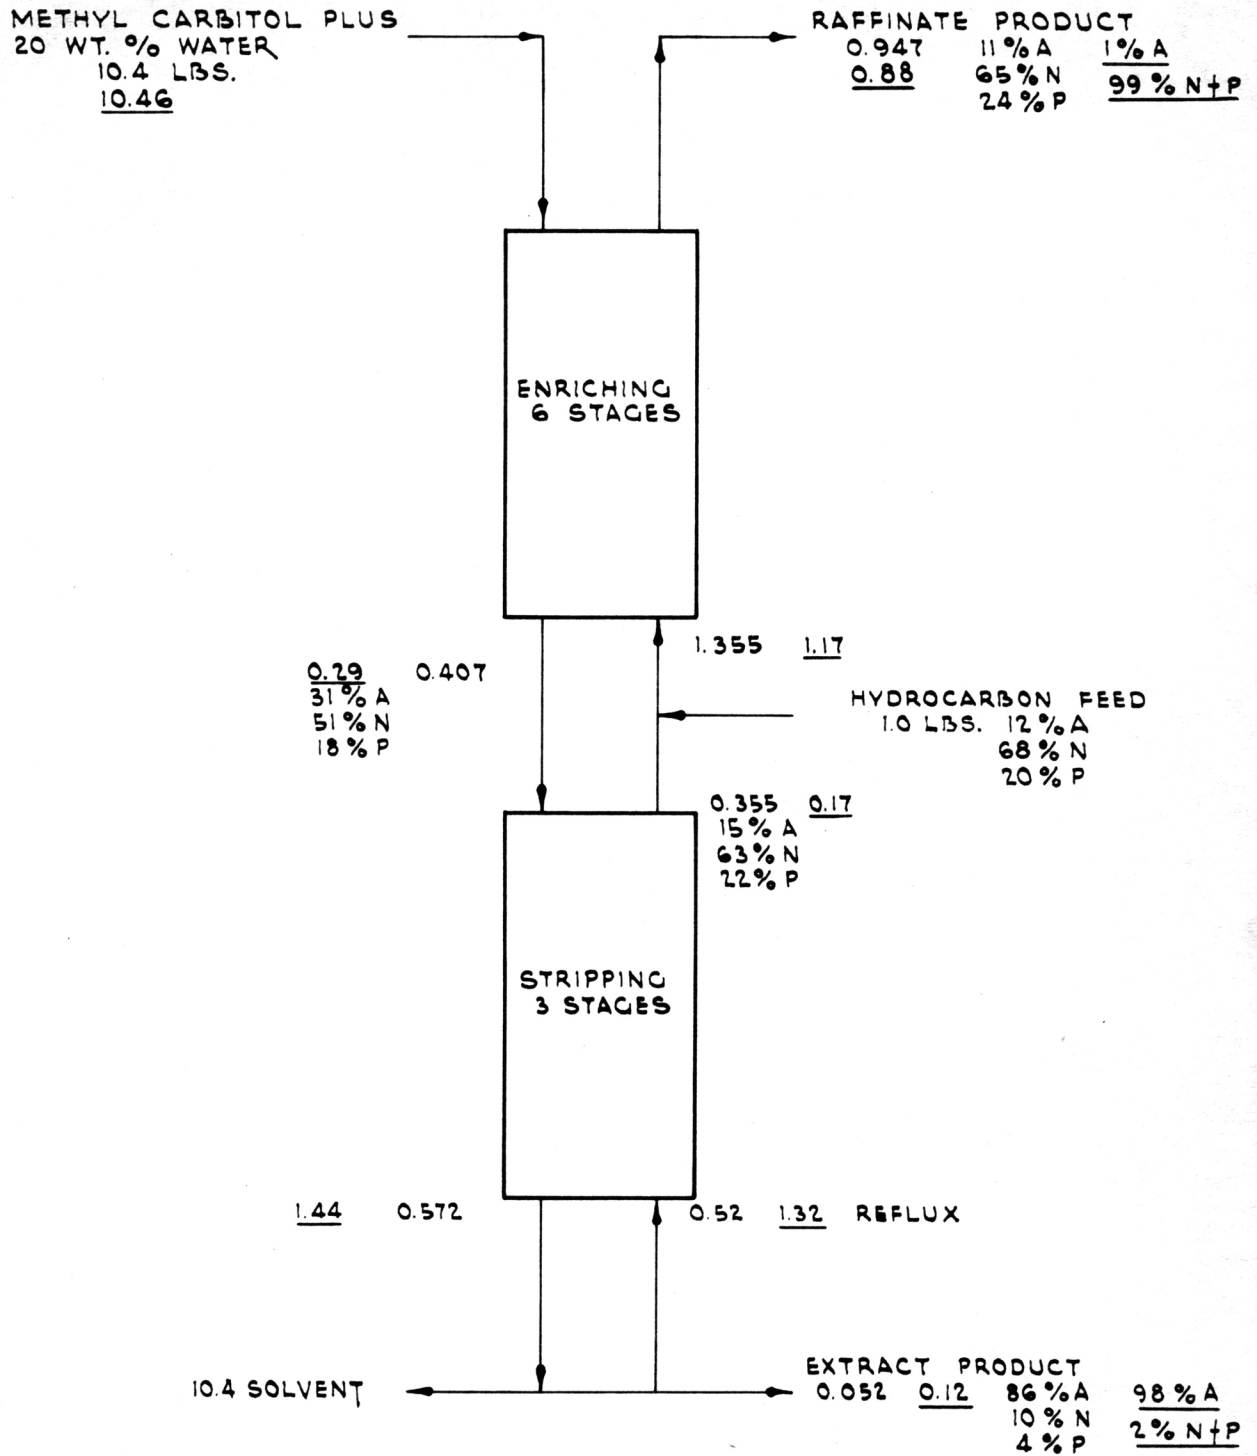 METHYL CARBITOL PLUS
20 WT. % WATER
10.4 LBS.
10.46
RAFFINATE PRODUCT
0.947 11% A 1% A
0.88 65% N 99% N+P
24% P
ENRICHING
6 STAGES
1.355 1.17
0.29 0.407
31% A
51% N
18% P
HYDROCARBON FEED
1.0 LBS. 12% A
68% N
20% P
0.355 0.17
15% A
63% N
22% P
STRIPPING
3 STAGES
1.44 0.572
0.52 1.32 REFLUX
10.4 SOLVENT
EXTRACT PRODUCT
0.052 0.12 86% A 98% A
10% N 2% N+P
4% P